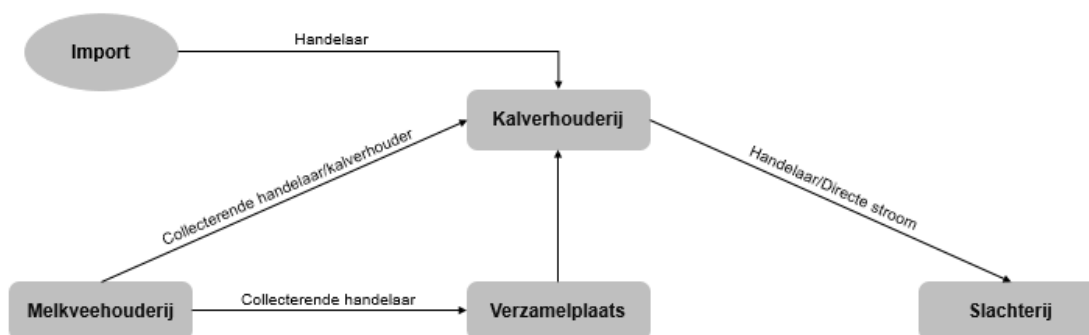 Import
Handelaar
Kalverhouderij
Collecterende handelaar/kalverhouder
Handelaar/Directe stroom
Melkveehouderij
Collecterende handelaar
Verzamelplaats
Slachterij